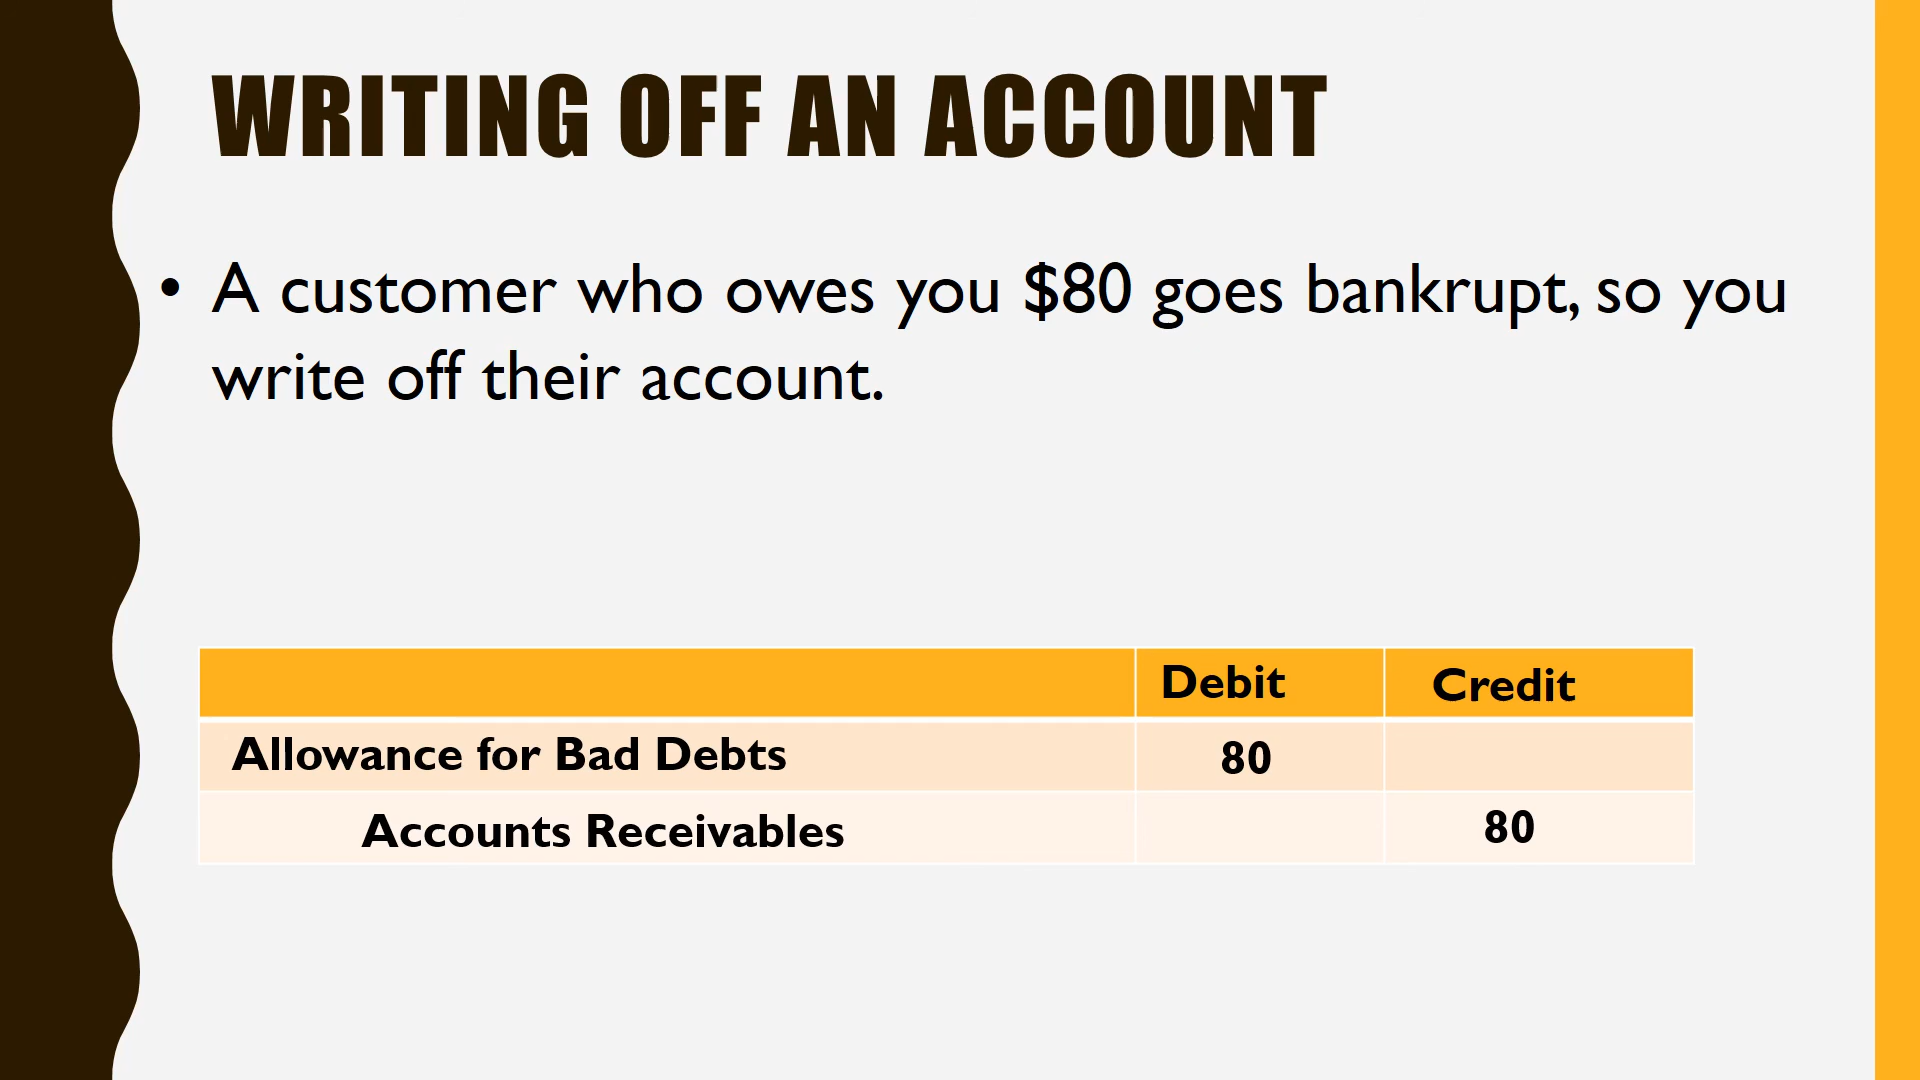 WRITING OFF AN ACCOUNT
• A customer who owes you $80 goes bankrupt, so you
write off their account.
Debit Credit
Allowance for Bad Debts 80
Accounts Receivables 80